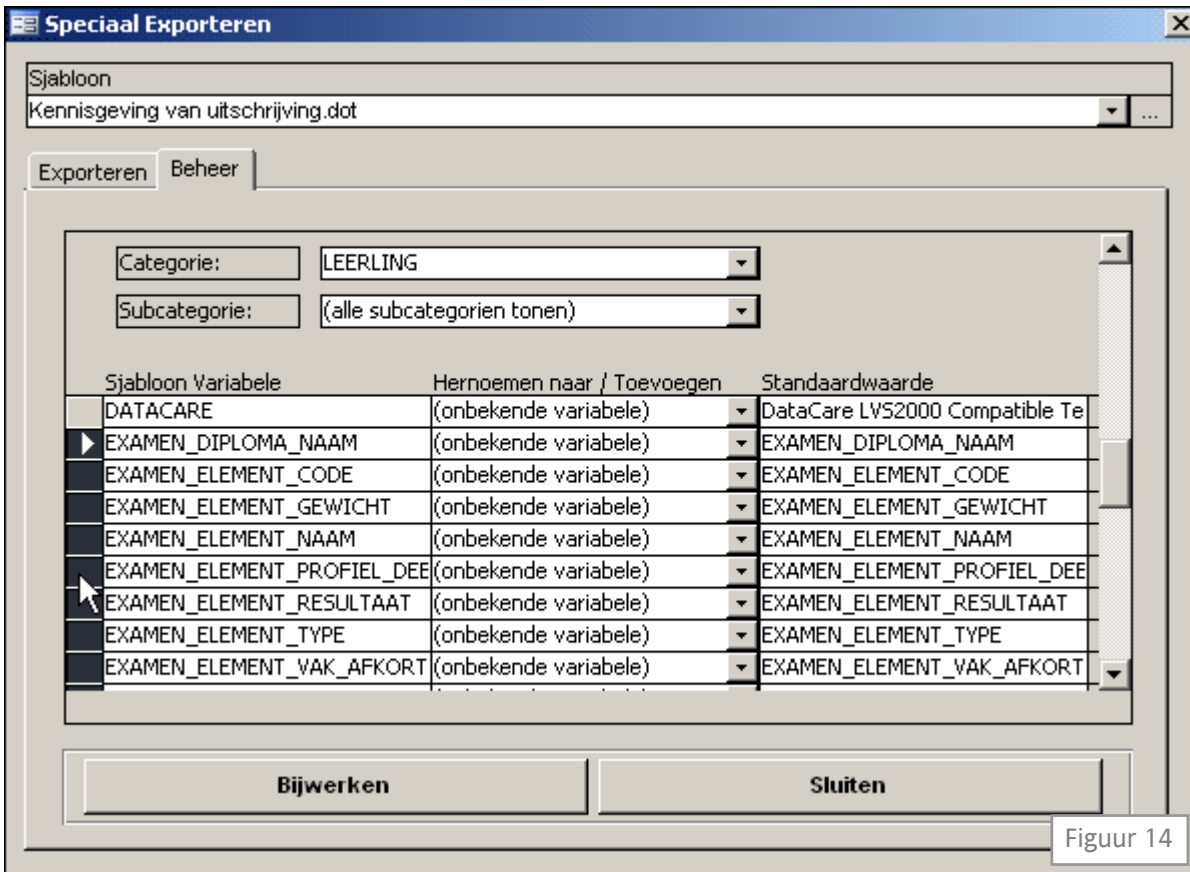 Speciaal Exporteren
Sjabloon
Kennisgeving van uitschrijving.dot
...
Exporteren Beheer
Categorie: LEERLING
Subcategorie: (alle subcategorien tonen)
Sjabloon Variabele Hernoemen naar / Toevoegen Standaardwaarde
DATACARE (onbekende variabele) DataCare LVS2000 Compatible Te
EXAMEN_DIPLOMA_NAAM (onbekende variabele) EXAMEN_DIPLOMA_NAAM
EXAMEN_ELEMENT_CODE (onbekende variabele) EXAMEN_ELEMENT_CODE
EXAMEN_ELEMENT_GEWICHT (onbekende variabele) EXAMEN_ELEMENT_GEWICHT
EXAMEN_ELEMENT_NAAM (onbekende variabele) EXAMEN_ELEMENT_NAAM
EXAMEN_ELEMENT_PROFIEL_DEE (onbekende variabele) EXAMEN_ELEMENT_PROFIEL_DEE
EXAMEN_ELEMENT_RESULTAAT (onbekende variabele) EXAMEN_ELEMENT_RESULTAAT
EXAMEN_ELEMENT_TYPE (onbekende variabele) EXAMEN_ELEMENT_TYPE
EXAMEN_ELEMENT_VAK_AFKORT (onbekende variabele) EXAMEN_ELEMENT_VAK_AFKORT
Bijwerken Sluiten
Figuur 14